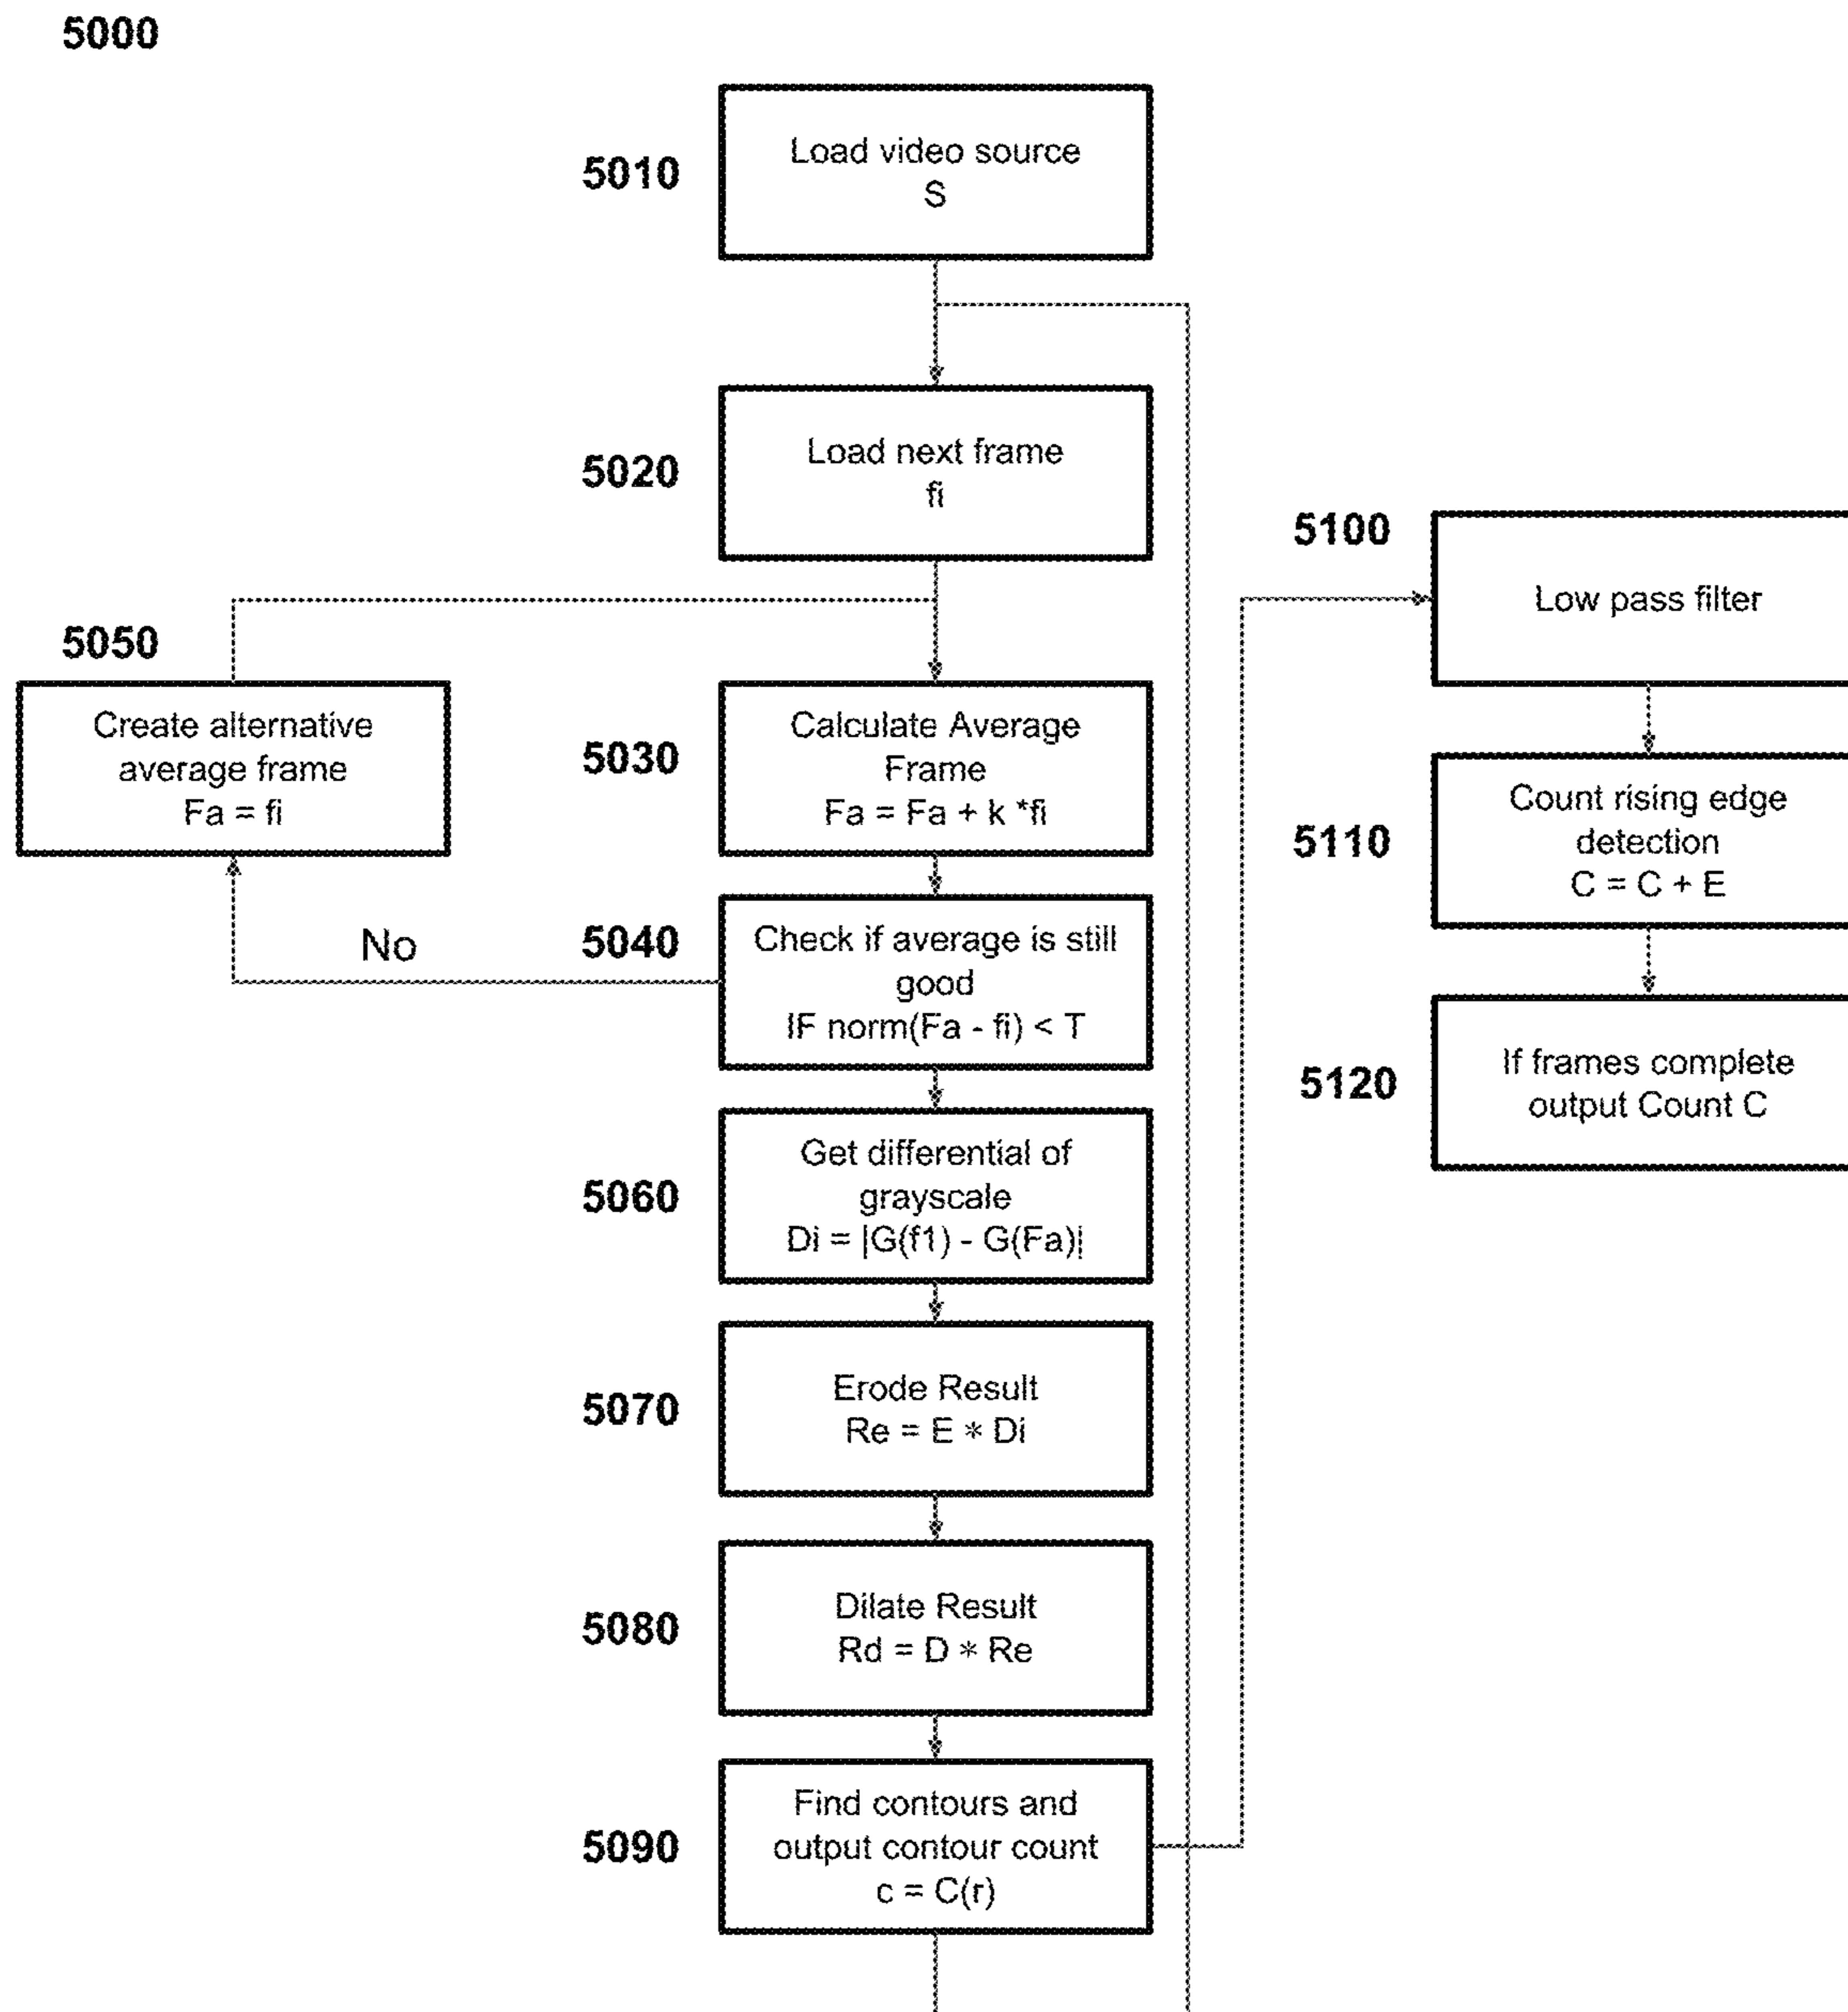 5000
5010
Load video source
S
5020
Load next frame
fi
5050
Create alternative
average frame
Fa = fi
5030
Calculate Average
Frame
Fa = Fa + k *fi
No
5040
Check if average is still
good
IF norm(Fa - fi) < T
5060
Get differential of
grayscale
Di = |G(f1) - G(Fa)|
5070
Erode Result
Re = E * Di
5080
Dilate Result
Rd = D * Re
5090
Find contours and
output contour count
c = C(r)
5100
Low pass filter
5110
Count rising edge
detection
C = C + E
5120
If frames complete
output Count C